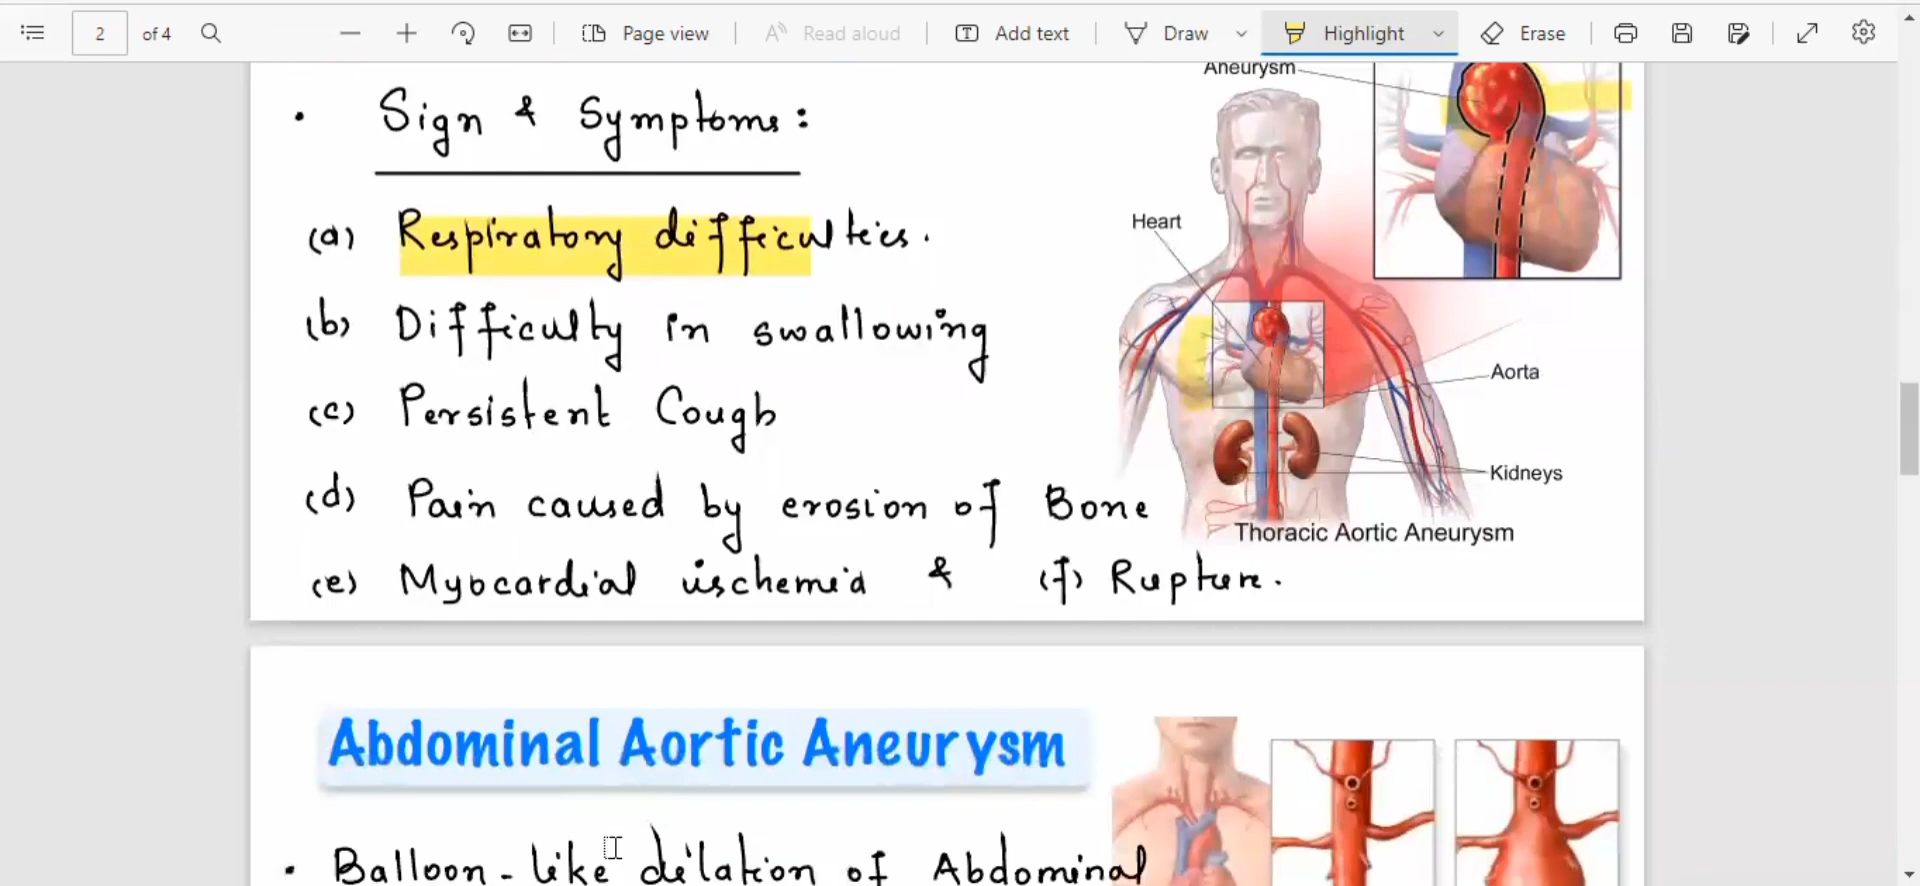 2 of 4 Page view Read aloud Add text Draw Highlight Erase
Aneurysm
• Sign & Symptoms:
(a) Respiratory difficulties.
Heart
(b) Difficulty in swallowing
Aorta
(c) Persistent Cough
Kidneys
(d) Pain caused by erosion of Bone
Thoracic Aortic Aneurysm
(e) Myocardial ischemia & (f) Rupture.
Abdominal Aortic Aneurysm
• Balloon-like dilation of Abdominal